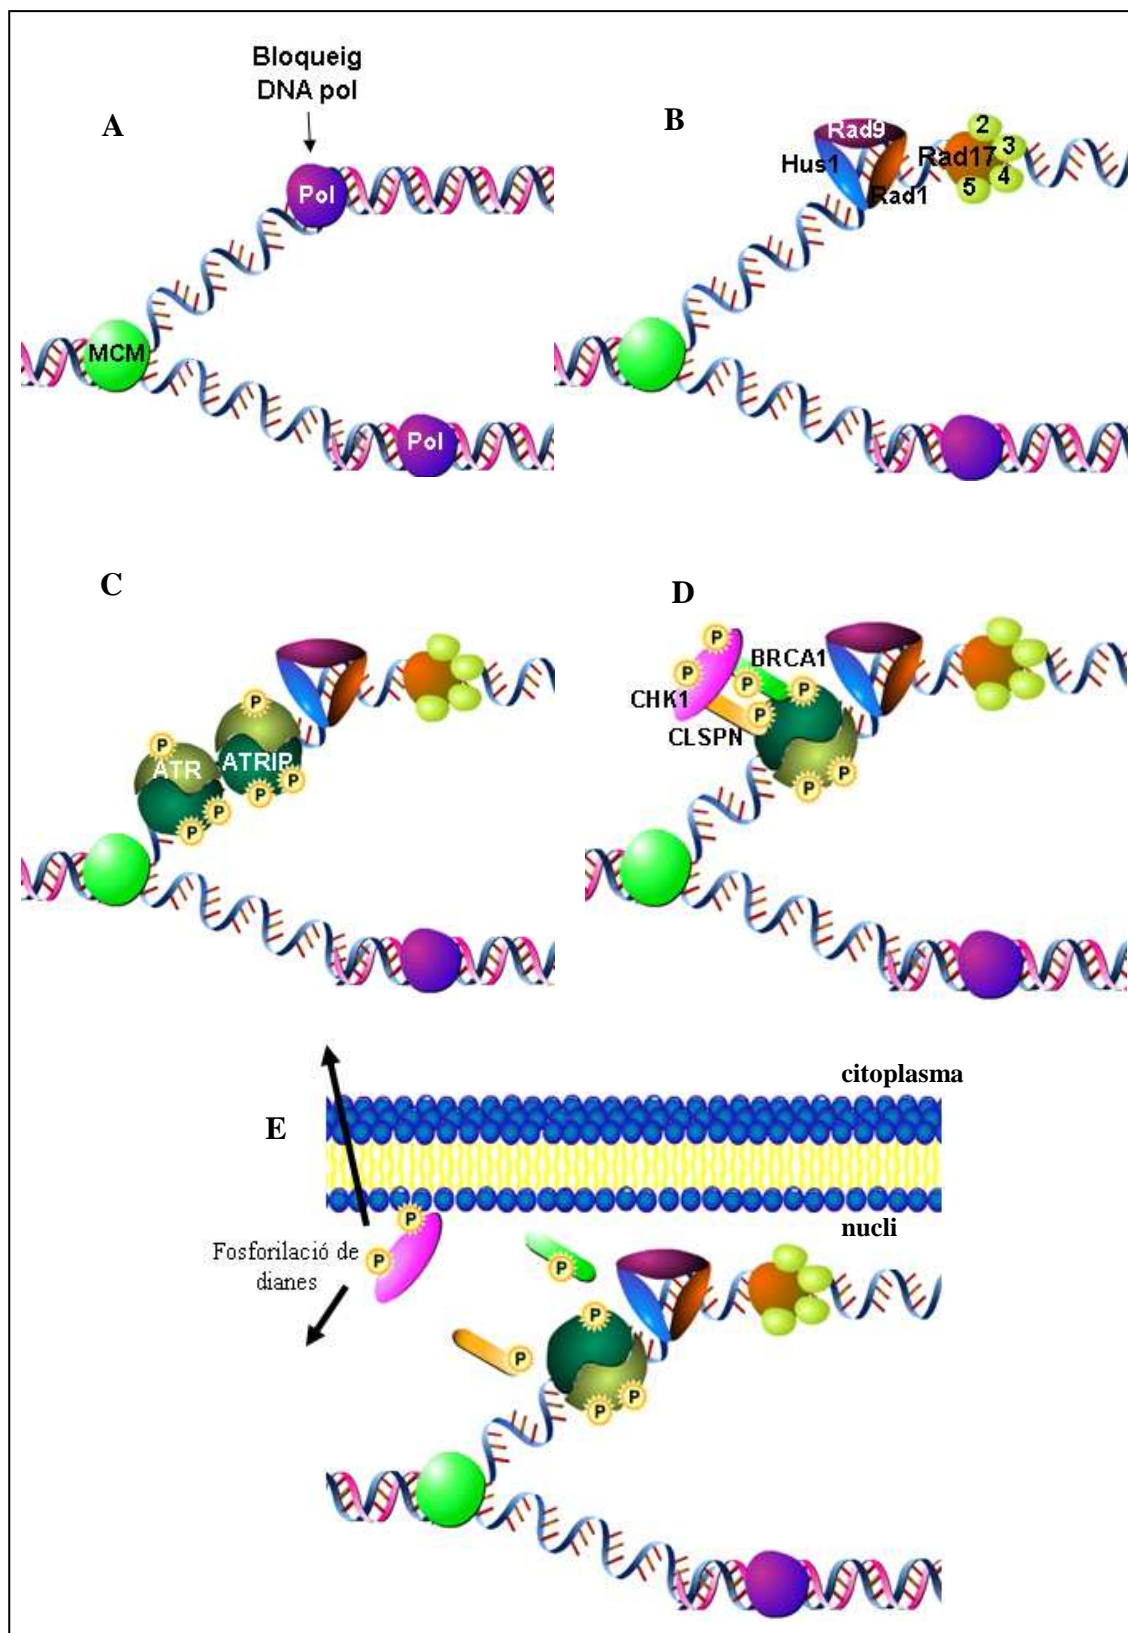 A
Bloqueig
DNA pol
Pol
MCM
Pol
B
Rad9
Hus1
Rad1
Rad17
2
3
4
5
C
P
P
ATR
ATRIP
P
P
P
P
D
P
BRCA1
P
P
P
CHK1
P
CLSPN
P
P
E
citoplasma
nucli
P
P
Fosforilació de
dianes
P
P
P
P
P